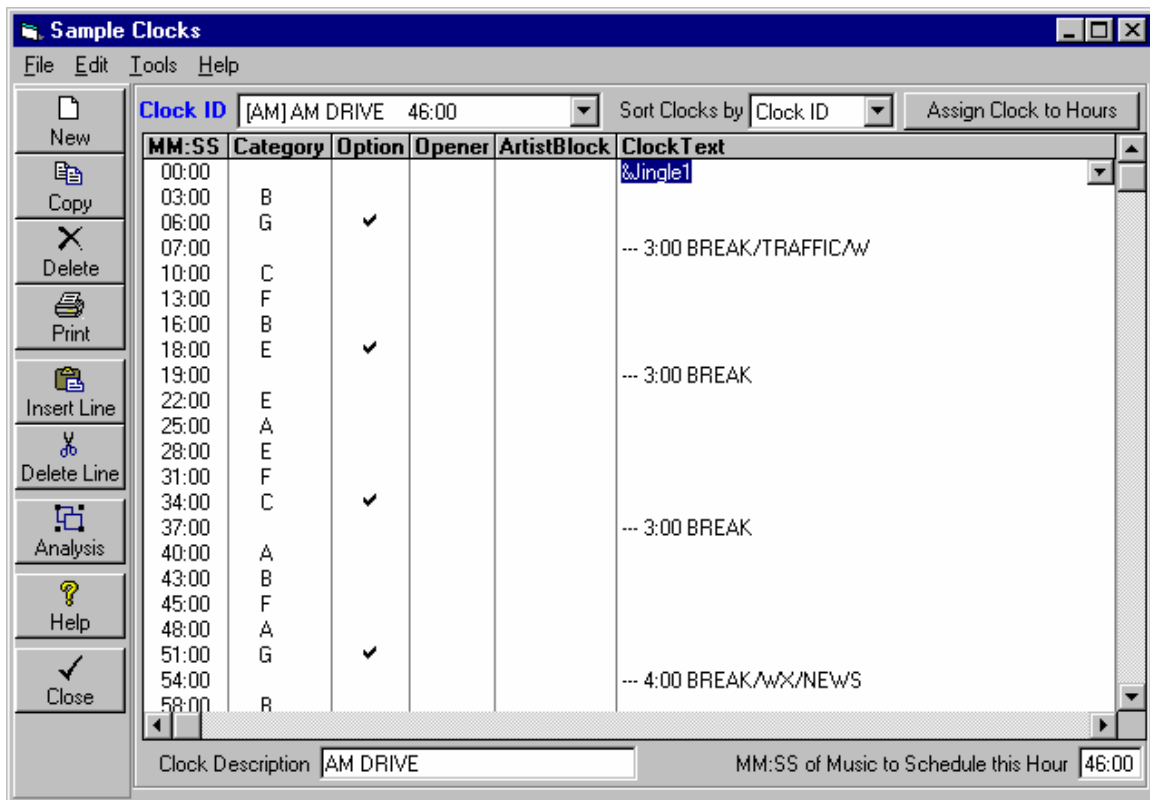 Sample Clocks
File Edit Tools Help
New
Copy
Delete
Print
Insert Line
Delete Line
Analysis
Help
Close
Clock ID [AM] AM DRIVE 46:00 Sort Clocks by Clock ID Assign Clock to Hours
MM:SS Category Option Opener ArtistBlock ClockText
00:00 &Jingle1
03:00 B
06:00 G ✔
07:00 --- 3:00 BREAK/TRAFFIC/W
10:00 C
13:00 F
16:00 B
18:00 E ✔
19:00 --- 3:00 BREAK
22:00 E
25:00 A
28:00 E
31:00 F
34:00 C ✔
37:00 --- 3:00 BREAK
40:00 A
43:00 B
45:00 F
48:00 A
51:00 G ✔
54:00 --- 4:00 BREAK/WX/NEWS
58:00
Clock Description AM DRIVE MM:SS of Music to Schedule this Hour 46:00